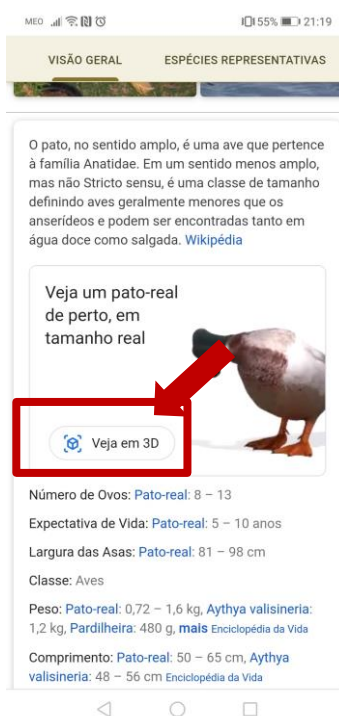 MEO 55% 21:19
VISÃO GERAL ESPÉCIES REPRESENTATIVAS
O pato, no sentido amplo, é uma ave que pertence
à família Anatidae. Em um sentido menos amplo,
mas não Stricto sensu, é uma classe de tamanho
definindo aves geralmente menores que os
anserídeos e podem ser encontradas tanto em
água doce como salgada. Wikipédia
Veja um pato-real
de perto, em
tamanho real
Veja em 3D
Número de Ovos: Pato-real: 8 – 13
Expectativa de Vida: Pato-real: 5 – 10 anos
Largura das Asas: Pato-real: 81 – 98 cm
Classe: Aves
Peso: Pato-real: 0,72 – 1,6 kg, Aythya valisineria:
1,2 kg, Pardilheira: 480 g, mais Enciclopédia da Vida
Comprimento: Pato-real: 50 – 65 cm, Aythya
valisineria: 48 – 56 cm Enciclopédia da Vida